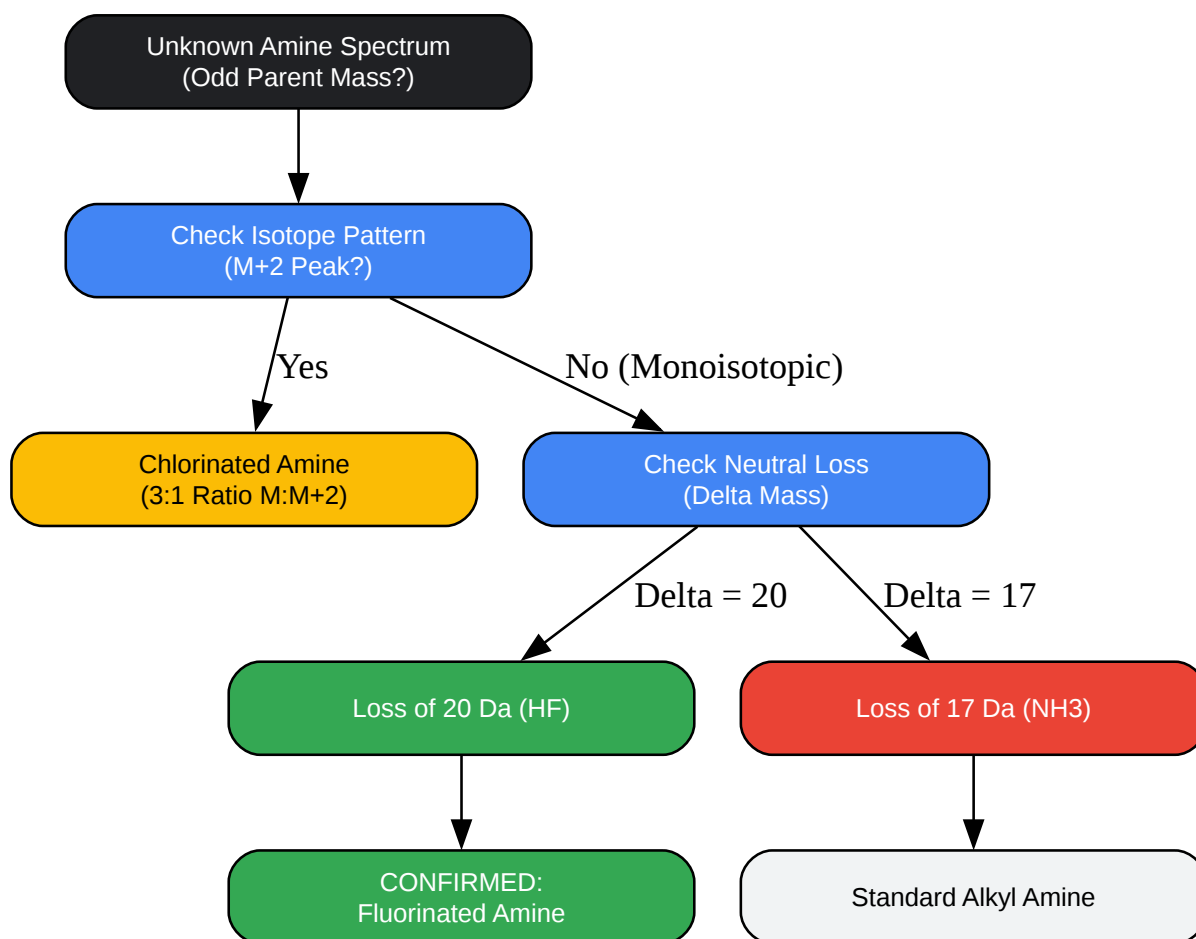 Unknown Amine Spectrum
(Odd Parent Mass?)
Check Isotope Pattern
(M+2 Peak?)
Yes
No (Monoisotopic)
Chlorinated Amine
(3:1 Ratio M:M+2)
Check Neutral Loss
(Delta Mass)
Delta = 20
Delta = 17
Loss of 20 Da (HF)
Loss of 17 Da (NH3)
CONFIRMED:
Fluorinated Amine
Standard Alkyl Amine